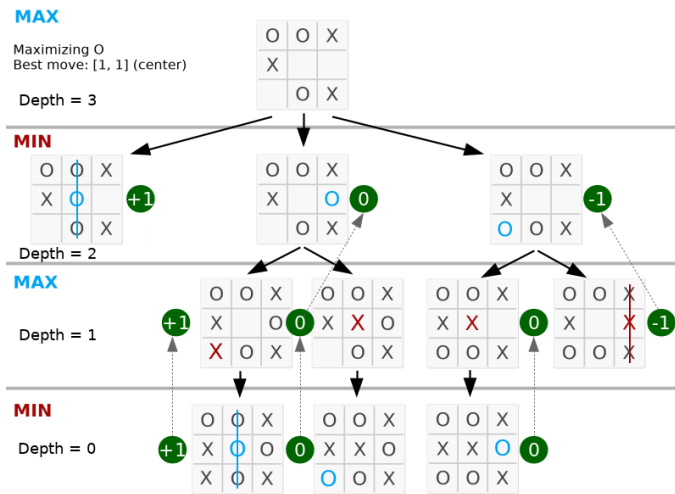 MAX
Maximizing O
Best move: [1, 1] (center)
Depth = 3
O O X
X
O X
MIN
O O X
X O +1
O X
O O X
X O 0
O X
O O X
X -1
O O X
Depth = 2
MAX
Depth = 1
O O X
+1 X O 0
X O X
O O X
X X O
O X
O O X
X X 0
O O X
O O X
X X -1
O O X
MIN
Depth = 0
O O X
+1 X O O 0
X O X
O O X
X X O
O O X
O O X
X X O 0
O O X